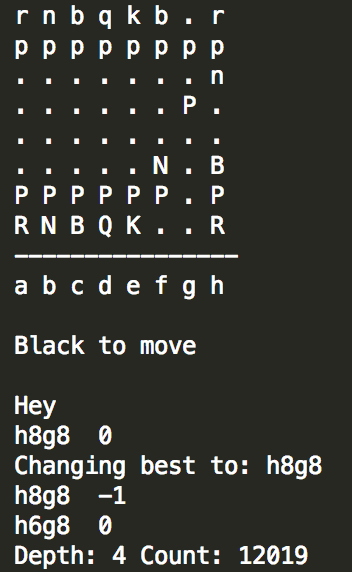 r n b q k b . r
p p p p p p p p
. . . . . . . n
. . . . . . P .
. . . . . . . .
. . . . . N . B
P P P P P P . P
R N B Q K . . R
----------------
a b c d e f g h
Black to move
Hey
h8g8  0
Changing best to: h8g8
h8g8  -1
h6g8  0
Depth: 4 Count: 12019